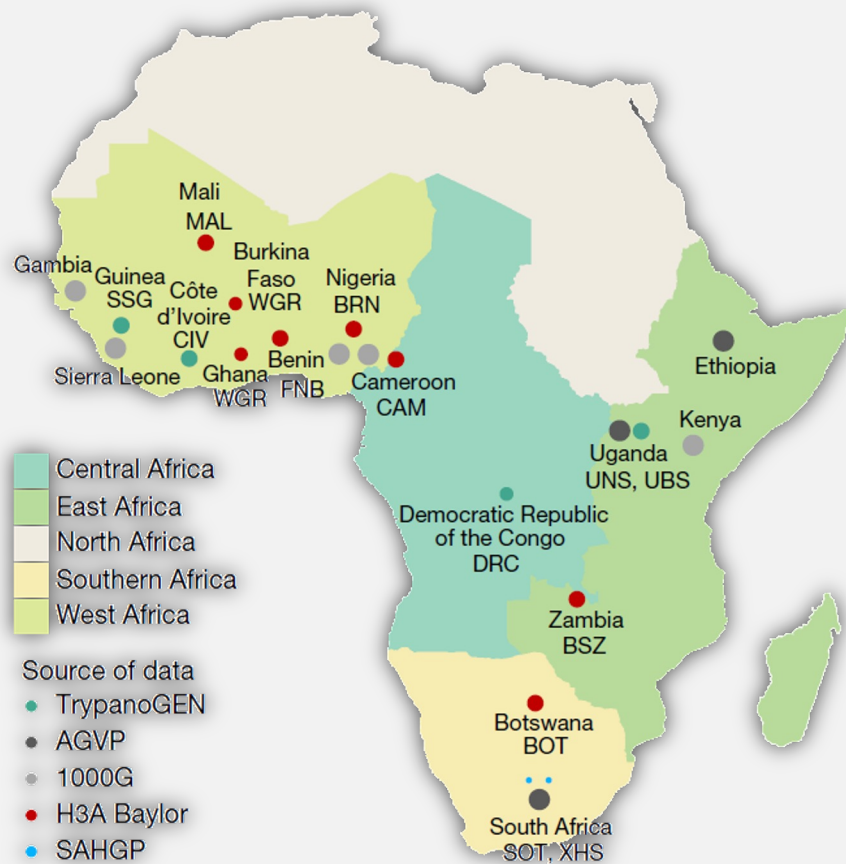 Mali
MAL
Gambia
Guinea
SSG
Côte
d’Ivoire
CIV
Burkina
Faso
WGR
Nigeria
BRN
Sierra Leone
Ghana
WGR
Benin
FNB
Cameroon
CAM
Ethiopia
Kenya
Uganda
UNS, UBS
Democratic Republic
of the Congo
DRC
Zambia
BSZ
Botswana
BOT
South Africa
SOT, XHS
Central Africa
East Africa
North Africa
Southern Africa
West Africa
Source of data
TrypanoGEN
AGVP
1000G
H3A Baylor
SAHGP